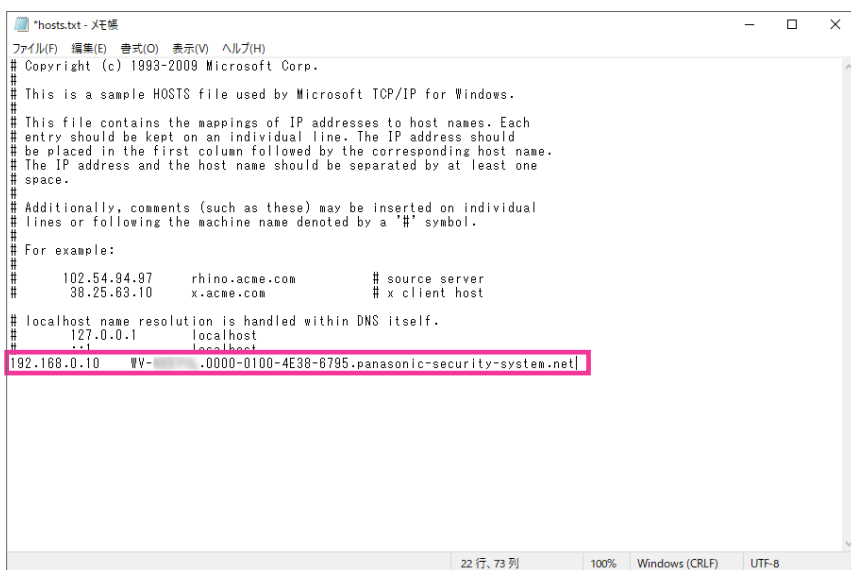 *hosts.txt - メモ帳
ファイル(F) 編集(E) 書式(O) 表示(V) ヘルプ(H)
# Copyright (c) 1993-2009 Microsoft Corp.
#
# This is a sample HOSTS file used by Microsoft TCP/IP for Windows.
#
# This file contains the mappings of IP addresses to host names. Each
# entry should be kept on an individual line. The IP address should
# be placed in the first column followed by the corresponding host name.
# The IP address and the host name should be separated by at least one
# space.
#
# Additionally, comments (such as these) may be inserted on individual
# lines or following the machine name denoted by a '#' symbol.
#
# For example:
#
# 102.54.94.97 rhino.acme.com # source server
# 38.25.63.10 x.acme.com # x client host
# localhost name resolution is handled within DNS itself.
# 127.0.0.1 localhost
# ::1 localhost
192.168.0.10 WV- .0000-0100-4E38-6795.panasonic-security-system.net
22 行、73 列 100% Windows (CRLF) UTF-8